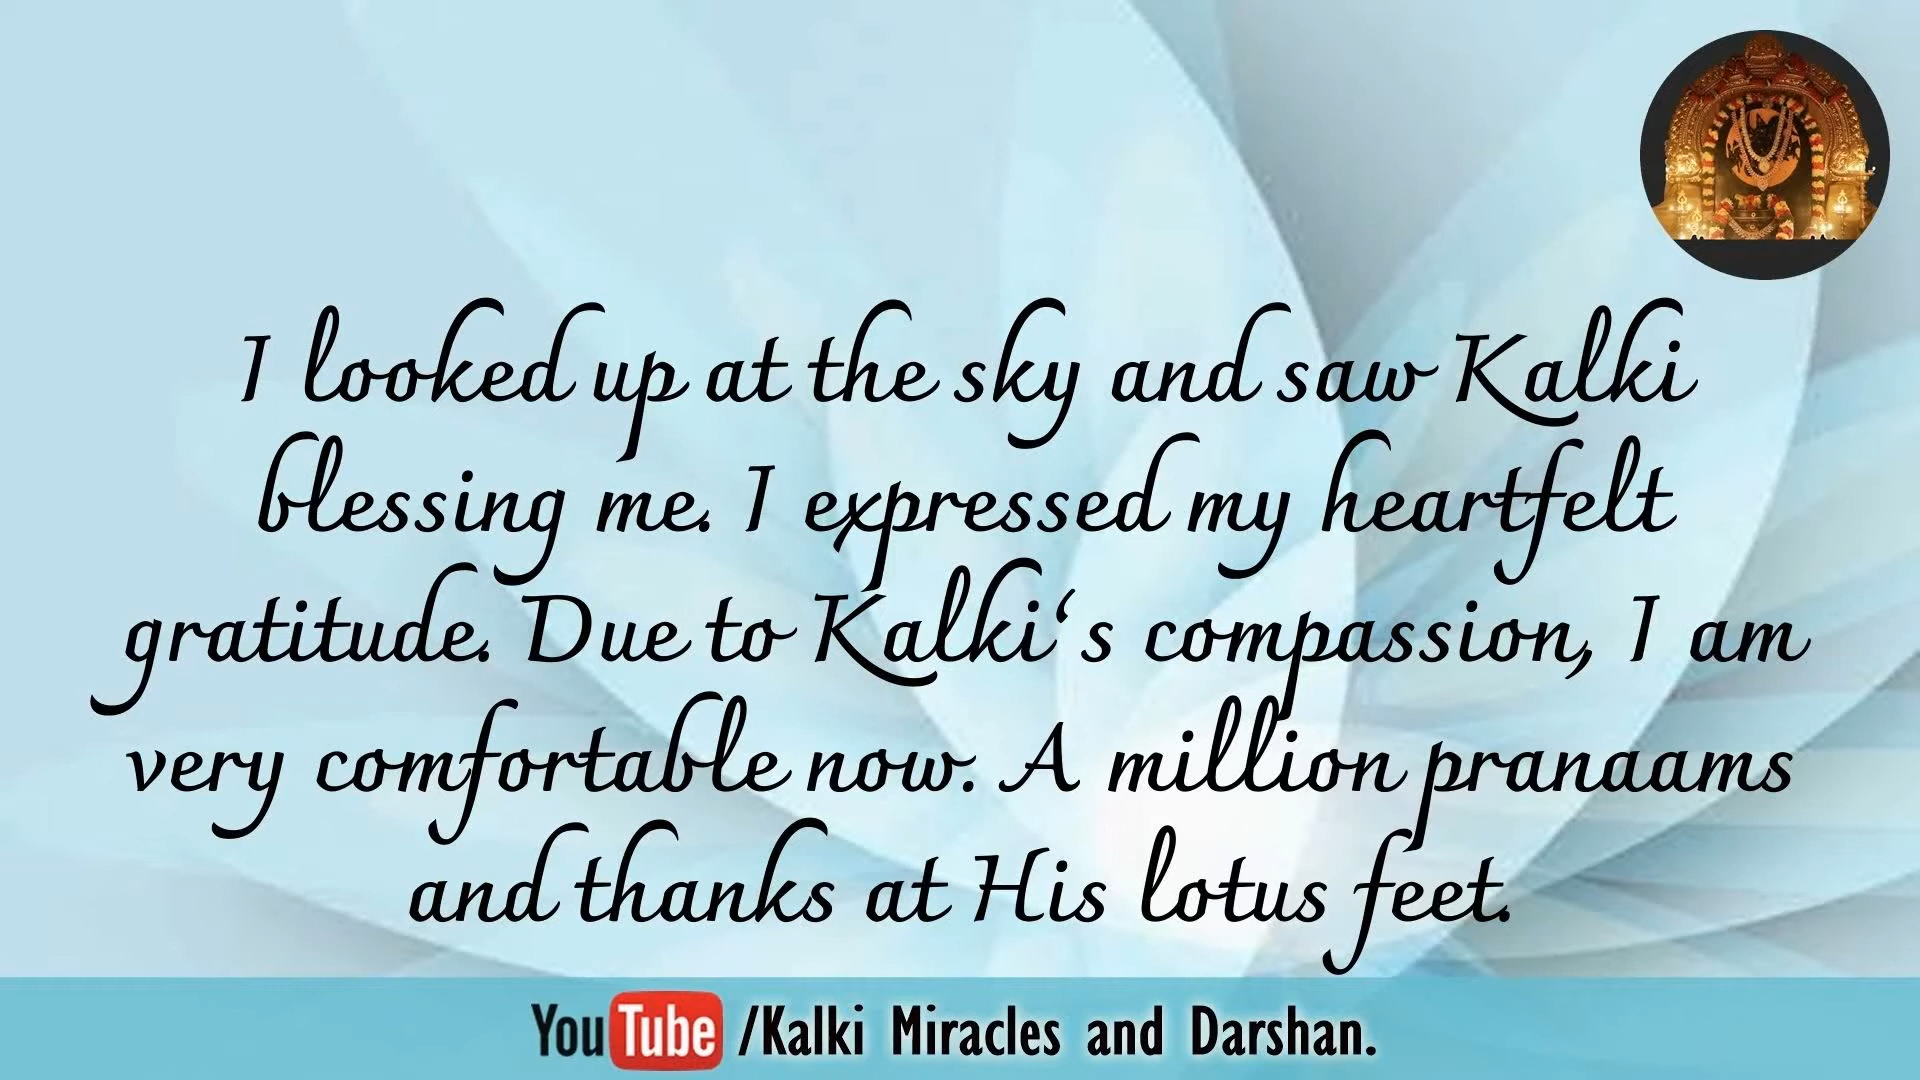 I looked up at the sky and saw Kalki
blessing me. I expressed my heartfelt
gratitude. Due to Kalki‘s compassion, I am
very comfortable now. A million pranaams
and thanks at His lotus feet.
YouTube /Kalki Miracles and Darshan.